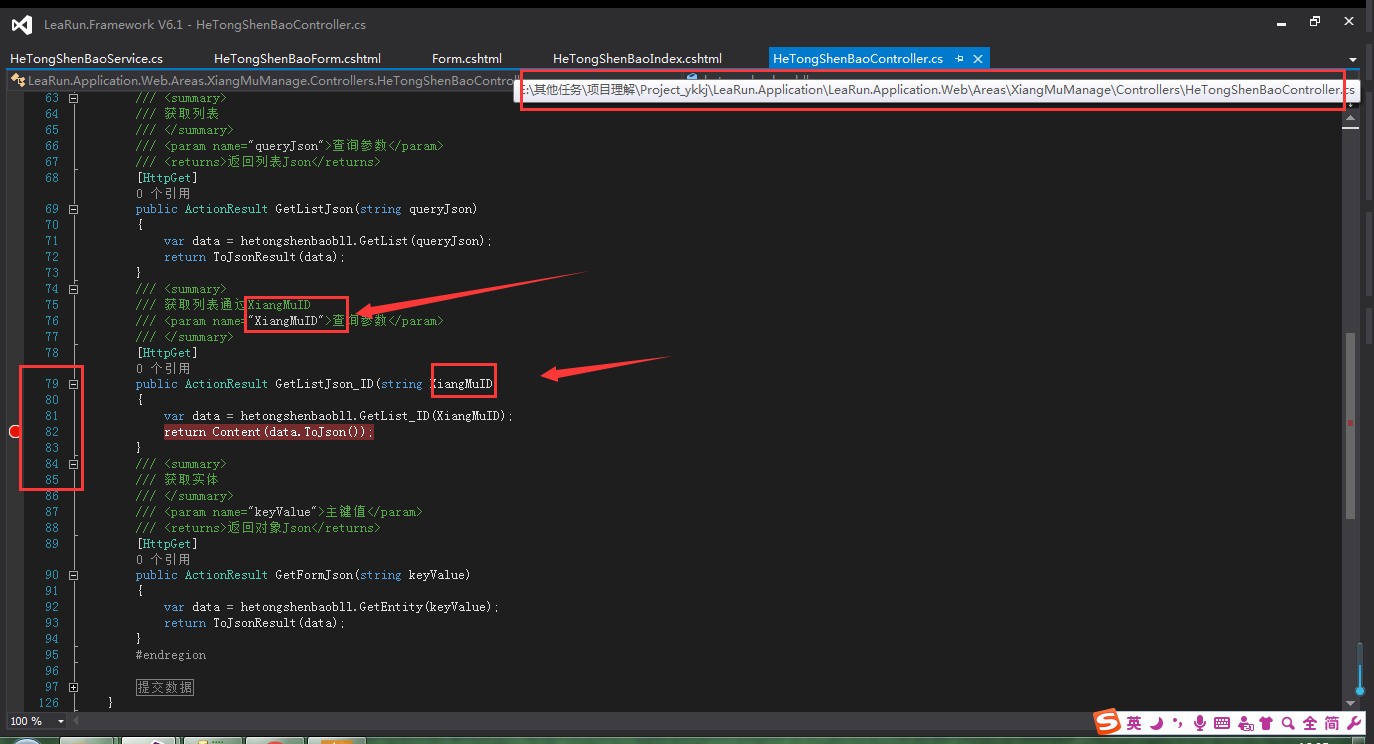 LeaRun.Framework V6.1 - HeTongShenBaoController.cs
HeTongShenBaoService.cs HeTongShenBaoForm.cshtml Form.cshtml HeTongShenBaoIndex.cshtml HeTongShenBaoController.cs
LeaRun.Application.Web.Areas.XiangMuManage.Controllers.HeTongShenBaoContro
:\其他任务\项目理解\Project_ykkj\LeaRun.Application\LeaRun.Application.Web\Areas\XiangMuManage\Controllers\HeTongShenBaoController.cs
63 /// <summary>
64 /// 获取列表
65 /// </summary>
66 /// <param name="queryJson">查询参数</param>
67 /// <returns>返回列表Json</returns>
68 [HttpGet]
0 个引用
69 public ActionResult GetListJson(string queryJson)
70 {
71 var data = hetongshenbaobll.GetList(queryJson);
72 return ToJsonResult(data);
73 }
74 /// <summary>
75 /// 获取列表通过XiangMuID
76 /// <param name="XiangMuID">查询参数</param>
77 /// </summary>
78 [HttpGet]
0 个引用
79 public ActionResult GetListJson_ID(string XiangMuID
80 {
81 var data = hetongshenbaobll.GetList_ID(XiangMuID);
82 return Content(data.ToJson());
83 }
84 /// <summary>
85 /// 获取实体
86 /// </summary>
87 /// <param name="keyValue">主键值</param>
88 /// <returns>返回对象Json</returns>
89 [HttpGet]
0 个引用
90 public ActionResult GetFormJson(string keyValue)
91 {
92 var data = hetongshenbaobll.GetEntity(keyValue);
93 return ToJsonResult(data);
94 }
95 #endregion
96
97 提交数据
126 }
100 %
S 英 全 简